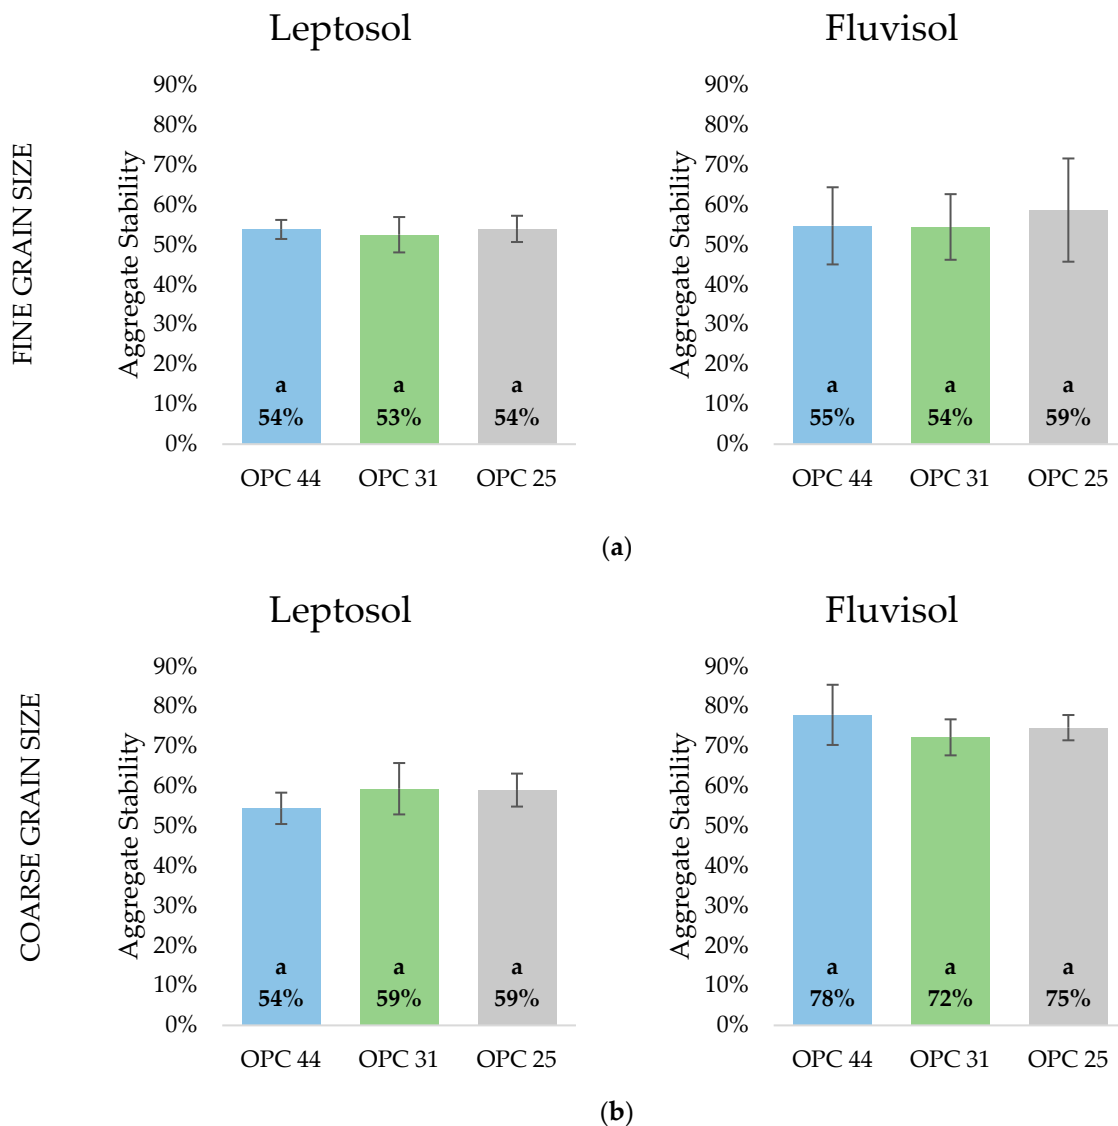 Leptosol
Fluvisol
FINE GRAIN SIZE
Aggregate Stability
90%
80%
70%
60%
50%
40%
30%
20%
10%
0%
a
54%
a
53%
a
54%
OPC 44
OPC 31
OPC 25
Aggregate Stability
90%
80%
70%
60%
50%
40%
30%
20%
10%
0%
a
55%
a
54%
a
59%
OPC 44
OPC 31
OPC 25
(a)
Leptosol
Fluvisol
COARSE GRAIN SIZE
Aggregate Stability
90%
80%
70%
60%
50%
40%
30%
20%
10%
0%
a
54%
a
59%
a
59%
OPC 44
OPC 31
OPC 25
Aggregate Stability
90%
80%
70%
60%
50%
40%
30%
20%
10%
0%
a
78%
a
72%
a
75%
OPC 44
OPC 31
OPC 25
(b)